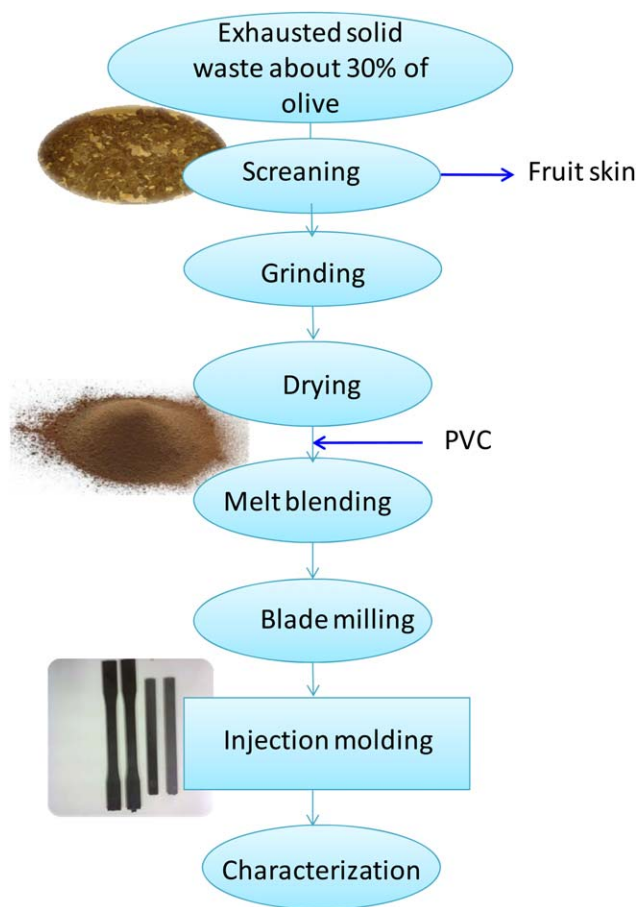 Exhausted solid
waste about 30% of
olive
Screaning
Fruit skin
Grinding
Drying
PVC
Melt blending
Blade milling
Injection molding
Characterization